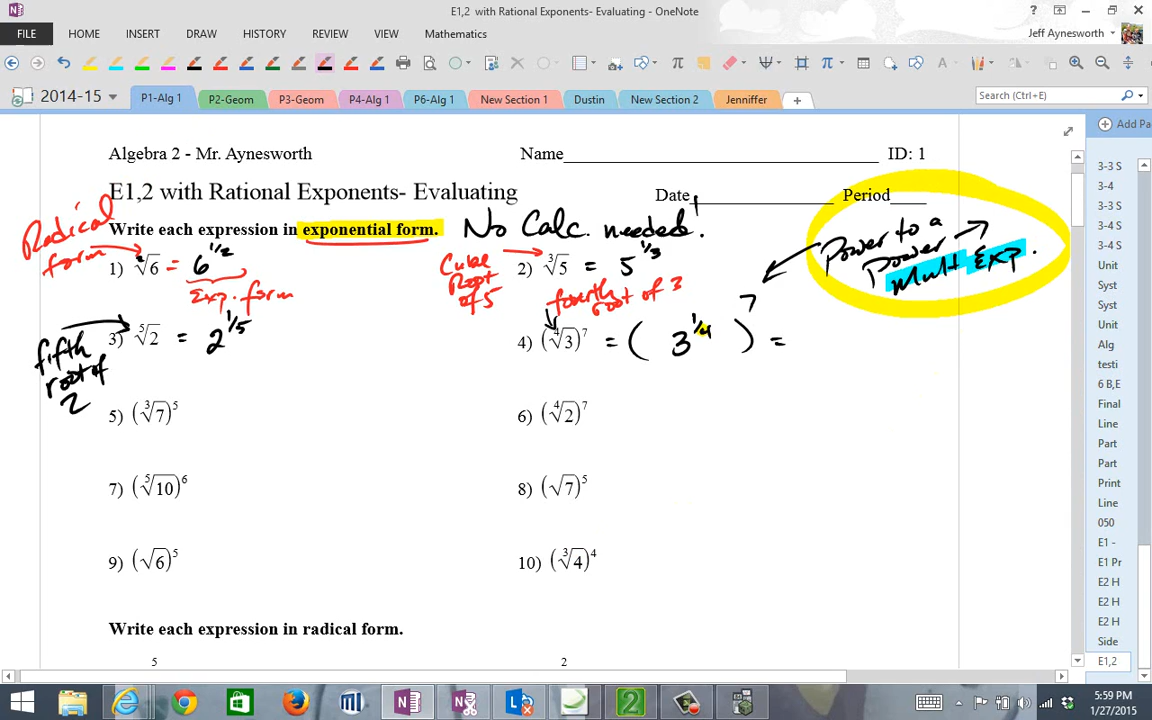 E1,2 with Rational Exponents- Evaluating - OneNote
FILE HOME INSERT DRAW HISTORY REVIEW VIEW Mathematics
Jeff Aynesworth
2014-15 P1-Alg 1 P2-Geom P3-Geom P4-Alg 1 P6-Alg 1 New Section 1 Dustin New Section 2 Jenniffer +
Search (Ctrl+E)
Add Pa
Algebra 2 - Mr. Aynesworth Name ID: 1
E1,2 with Rational Exponents- Evaluating Date Period
Write each expression in exponential form. No Calc. needed!
Power to a
Power
Mult Exp.
Radical
form
1) √6 = 6^1/2
Exp. form
Cube
Root
of 5
2) ∛5 = 5^1/3
fifth
root of
2
3) ⁵√2 = 2^1/5
fourth
root of 3
4) (⁴√3)⁷ = ( 3^1/4 )^7 =
5) (∛7)⁵
6) (⁴√2)⁷
7) (⁵√10)⁶
8) (√7)⁵
9) (√6)⁵
10) (∛4)⁴
Write each expression in radical form.
5 2
3-3 S
3-4
3-3 S
3-3 S
3-4 S
Unit
Syst
Syst
Unit
Alg
testi
6 B,E
Final
Line
Part
Part
Print
Line
050
E1 -
E1 Pr
E2 H
E2 H
E2 H
Side
E1,2
5:59 PM
1/27/2015